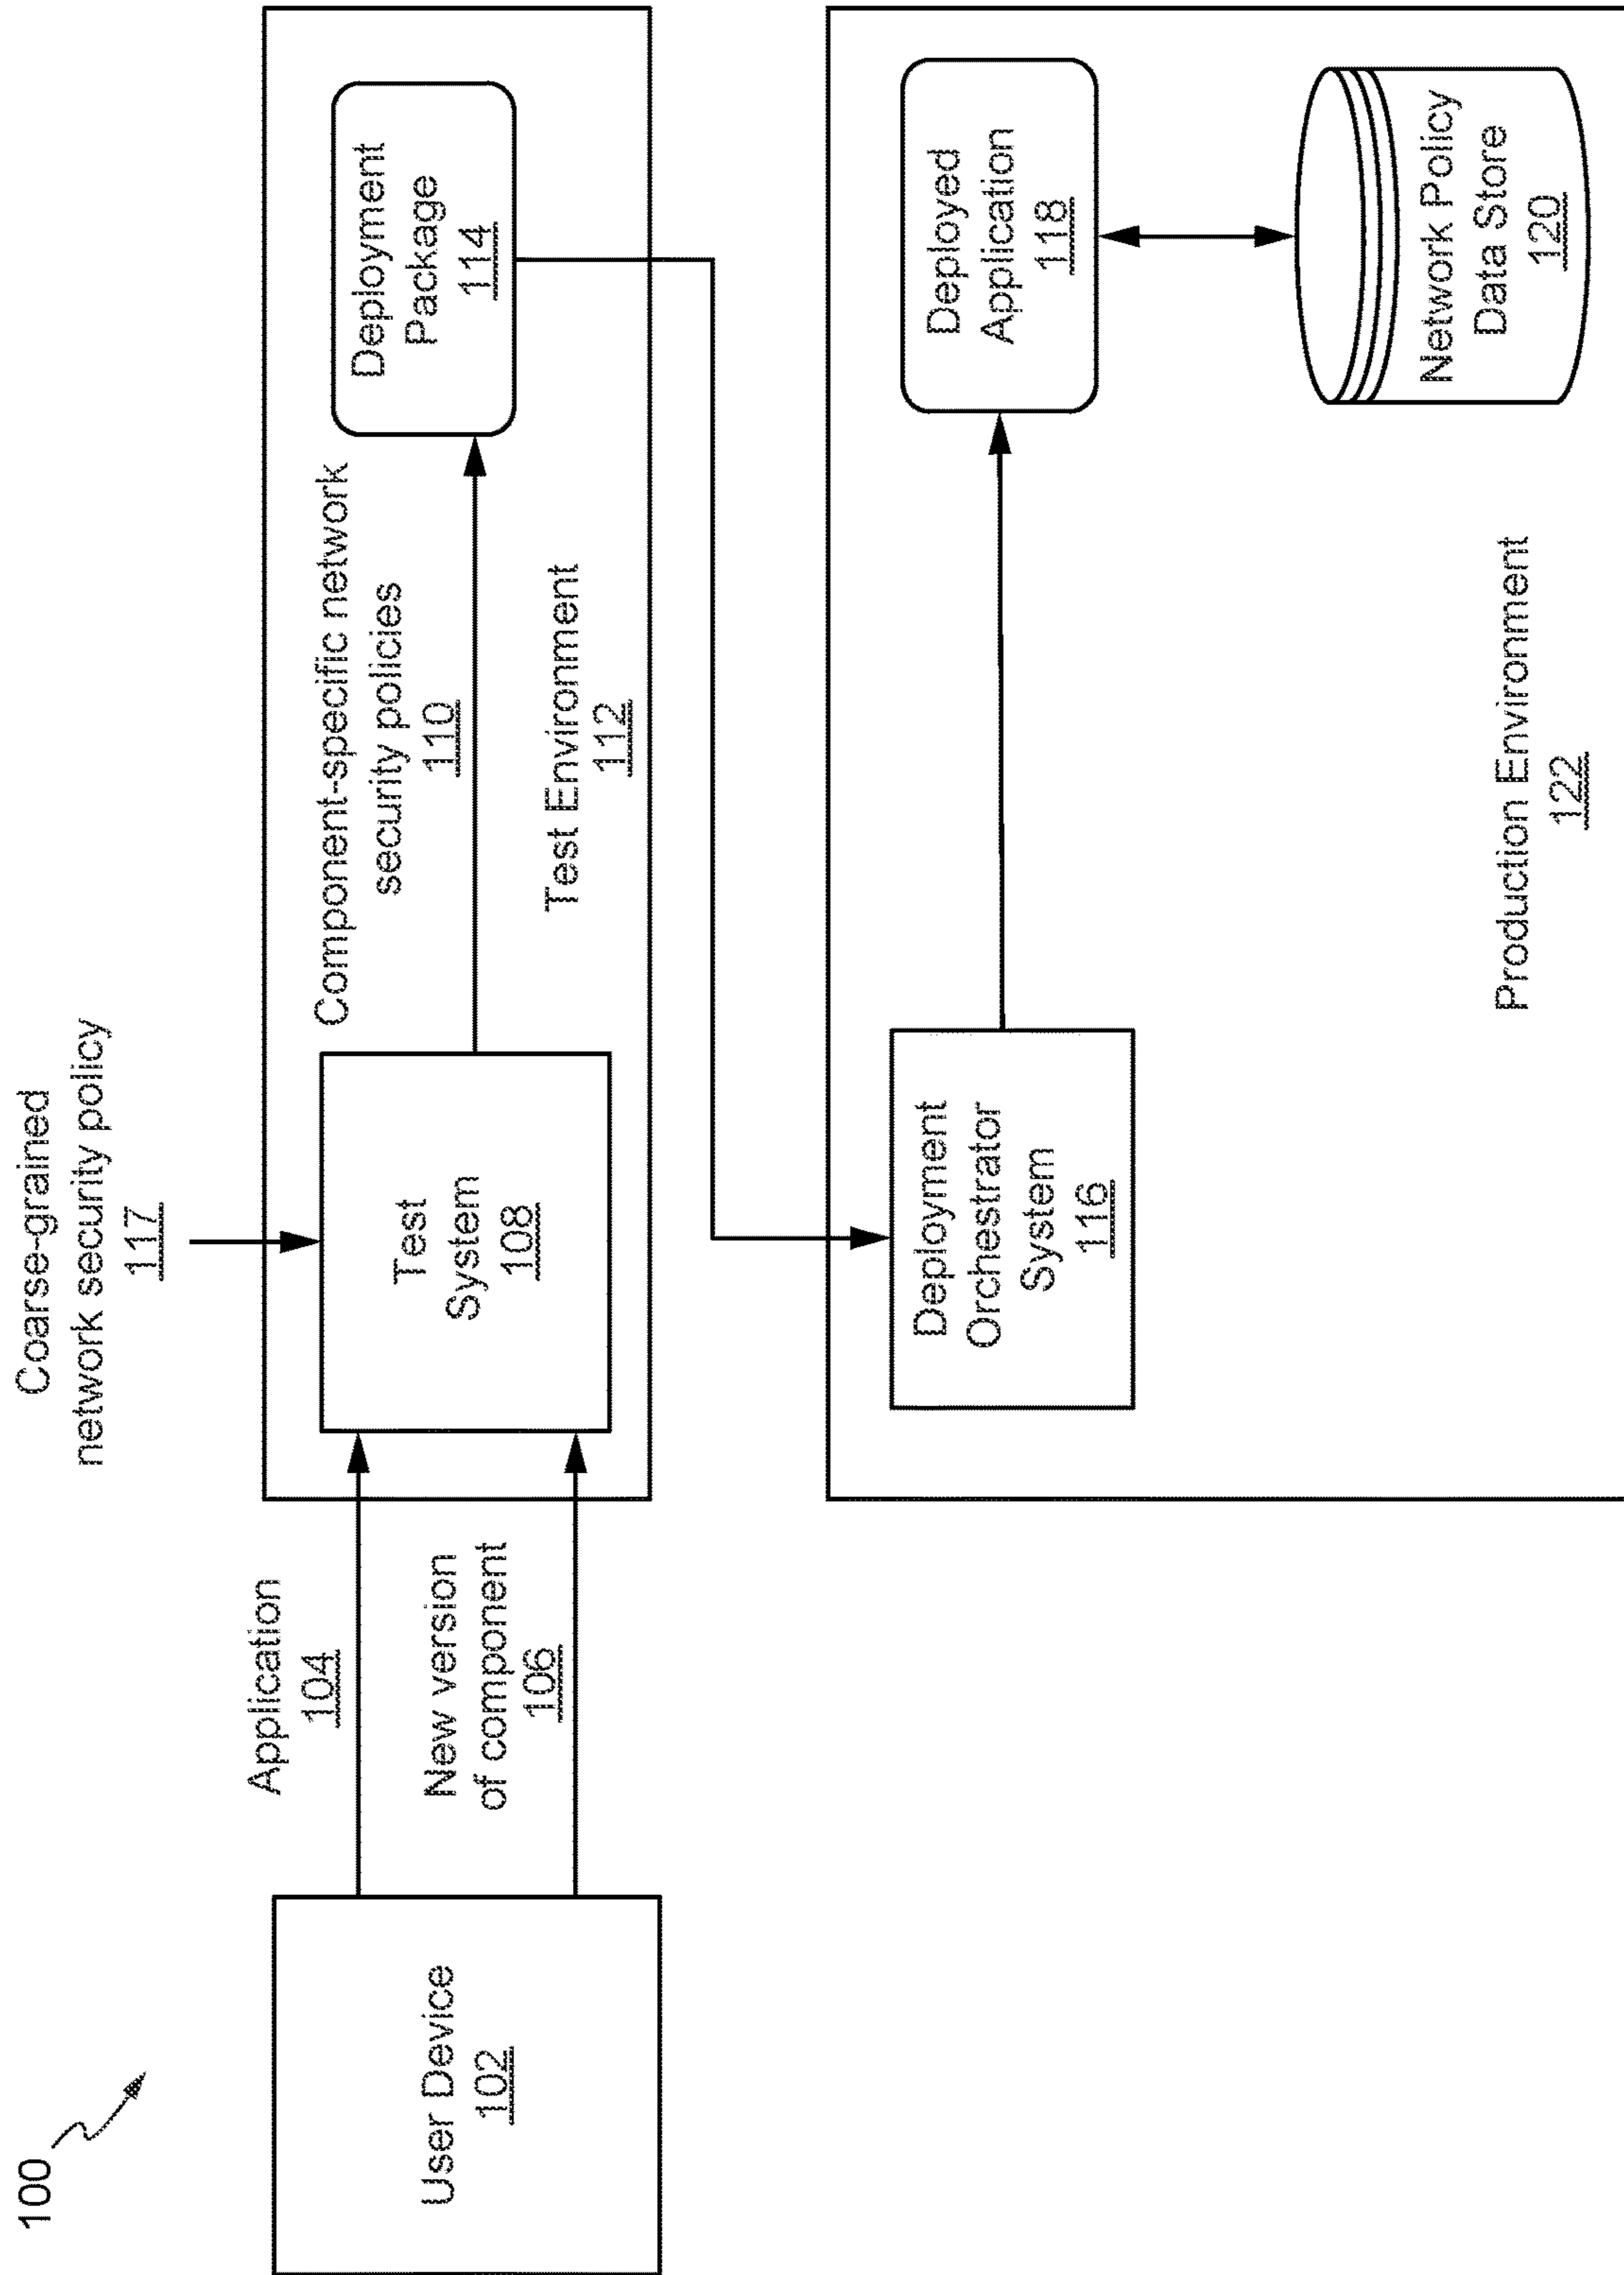 100
Coarse-grained
network security policy
117
User Device
102
Application
104
New version
of component
106
Test
System
108
Component-specific network
security policies
110
Test Environment
112
Deployment
Package
114
Deployment
Orchestrator
System
116
Deployed
Application
118
Network Policy
Data Store
120
Production Environment
122